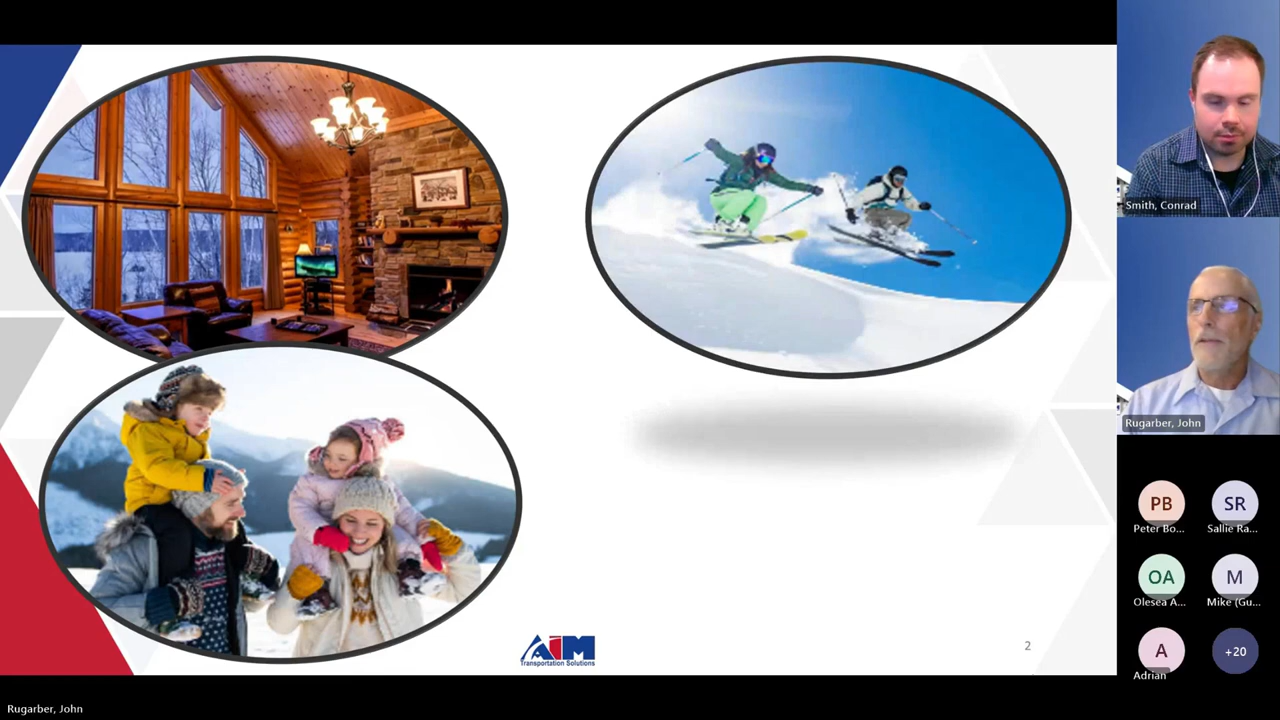 Smith, Conrad
Rugarber, John
PB
SR
Peter Bo...
Sallie Ra...
OA
M
Olesea A...
Mike (Gu...
A
+20
Adrian
AIM
Transportation Solutions
2
Rugarber, John